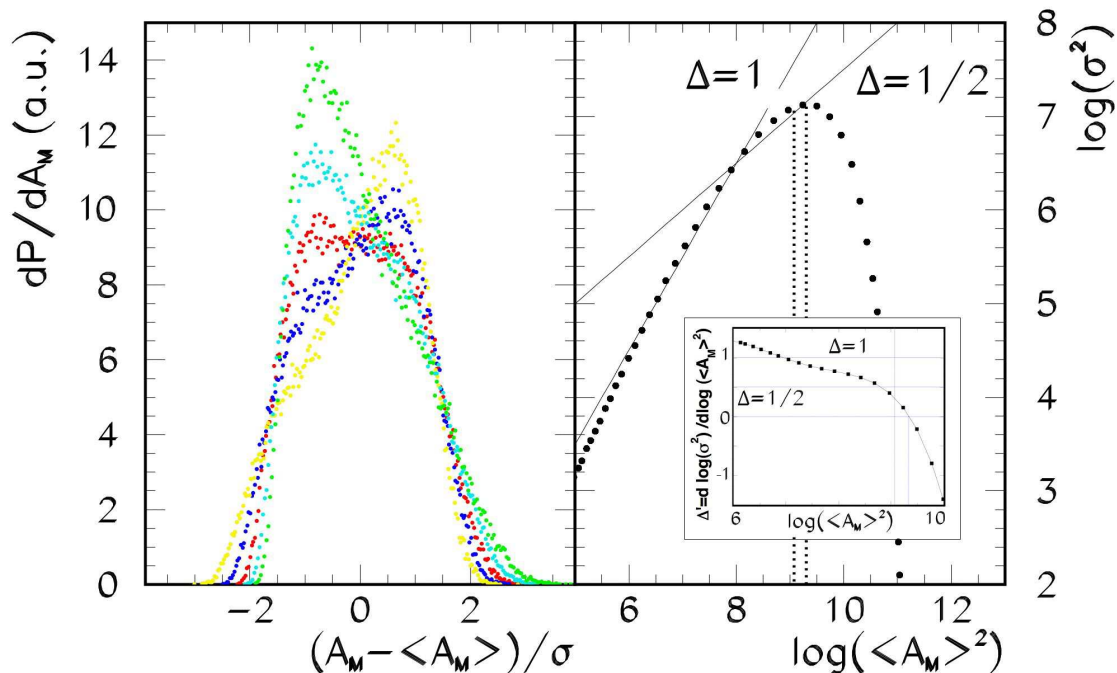 dP/dA_M (a.u.)
14
12
10
8
6
4
2
0
−2
0
2
(A_M−<A_M>)/σ
Δ=1
Δ=1/2
log(σ²)
8
7
6
5
4
3
2
6
8
10
12
log(<A_M>²)
Δ'=d log(σ²)/dlog (<A_M>²
1
0
-1
Δ=1
Δ=1/2
6
10
log(<A_M>²)